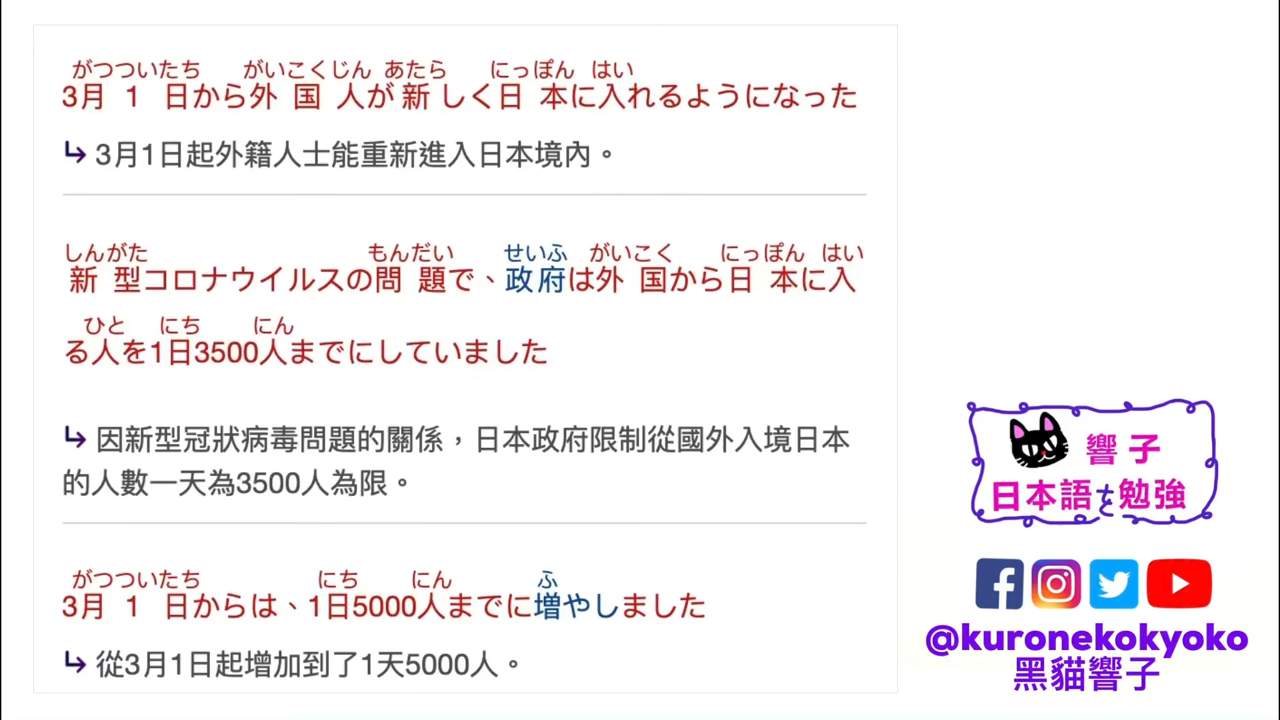 がつついたち がいこくじん あたら にっぽん はい
3月1日から外国人が新しく日本に入れるようになった
↳ 3月1日起外籍人士能重新進入日本境內。
しんがた もんだい せいふ がいこく にっぽん はい
新型コロナウイルスの問題で、政府は外国から日本に入
ひと にち にん
る人を1日3500人までにしていました
↳ 因新型冠狀病毒問題的關係，日本政府限制從國外入境日本
的人數一天為3500人為限。
がつついたち にち にん ふ
3月1日からは、1日5000人までに増やしました
↳ 從3月1日起增加到了1天5000人。
響子
日本語を勉強
@kuronekokyoko
黑貓響子